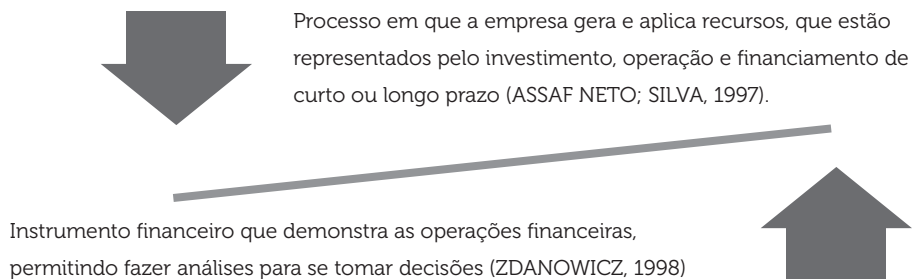 Processo em que a empresa gera e aplica recursos, que estão
representados pelo investimento, operação e financiamento de
curto ou longo prazo (ASSAF NETO; SILVA, 1997).
Instrumento financeiro que demonstra as operações financeiras,
permitindo fazer análises para se tomar decisões (ZDANOWICZ, 1998)